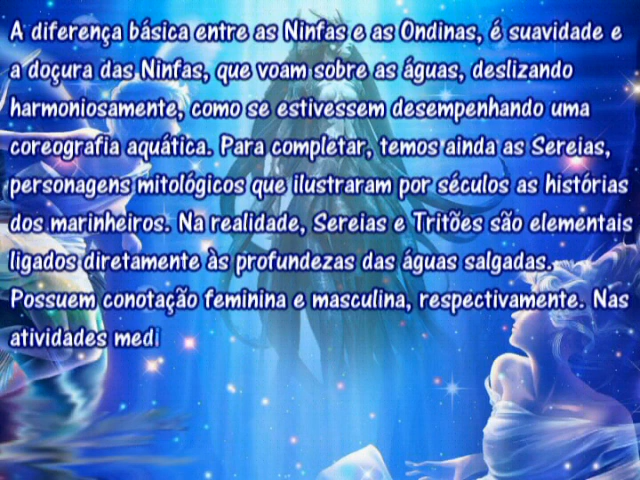 A diferença básica entre as Ninfas e as Ondinas, é suavidade e
a doçura das Ninfas, que voam sobre as águas, deslizando
harmoniosamente, como se estivessem desempenhando uma
coreografia aquática. Para completar, temos ainda as Sereias,
personagens mitológicos que ilustraram por séculos as histórias
dos marinheiros. Na realidade, Sereias e Tritões são elementais
ligados diretamente às profundezas das águas salgadas.
Possuem conotação feminina e masculina, respectivamente. Nas
atividades medi